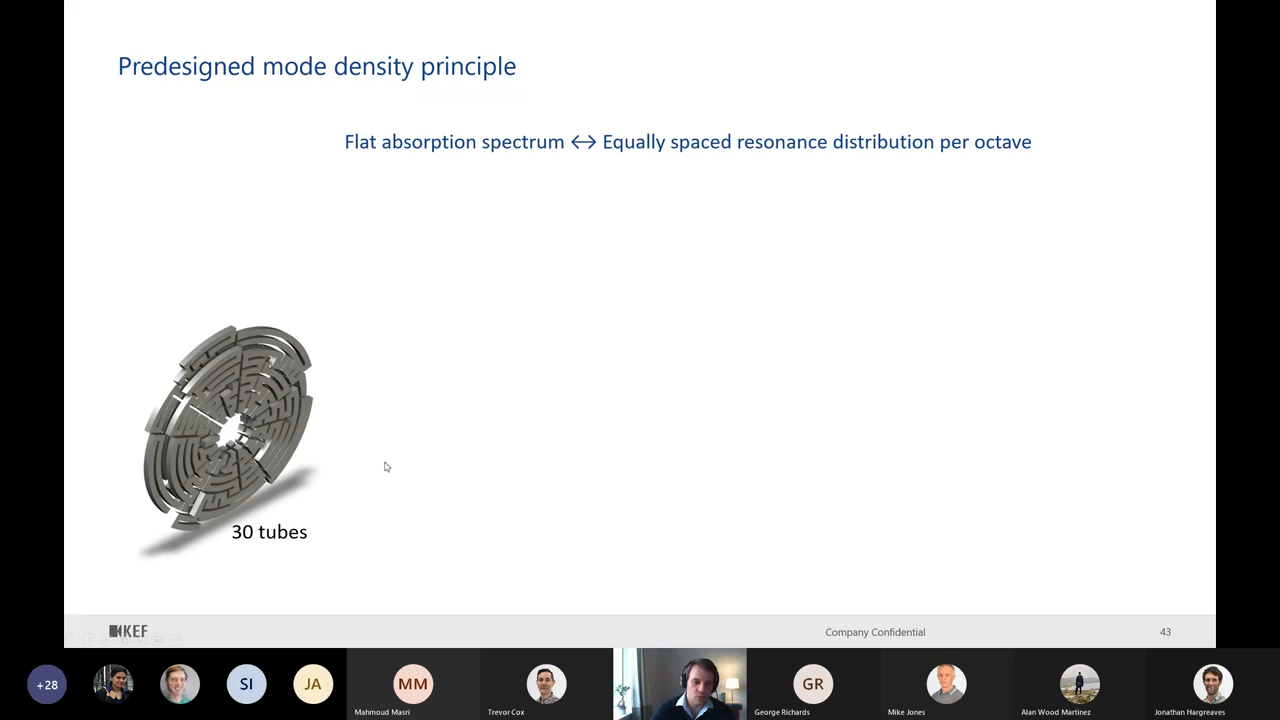 Predesigned mode density principle
Flat absorption spectrum ↔ Equally spaced resonance distribution per octave
30 tubes
KEF
Company Confidential
43
+28
SI
JA
MM
GR
Mahmoud Masri
Trevor Cox
George Richards
Mike Jones
Alan Wood Martinez
Jonathan Hargreaves